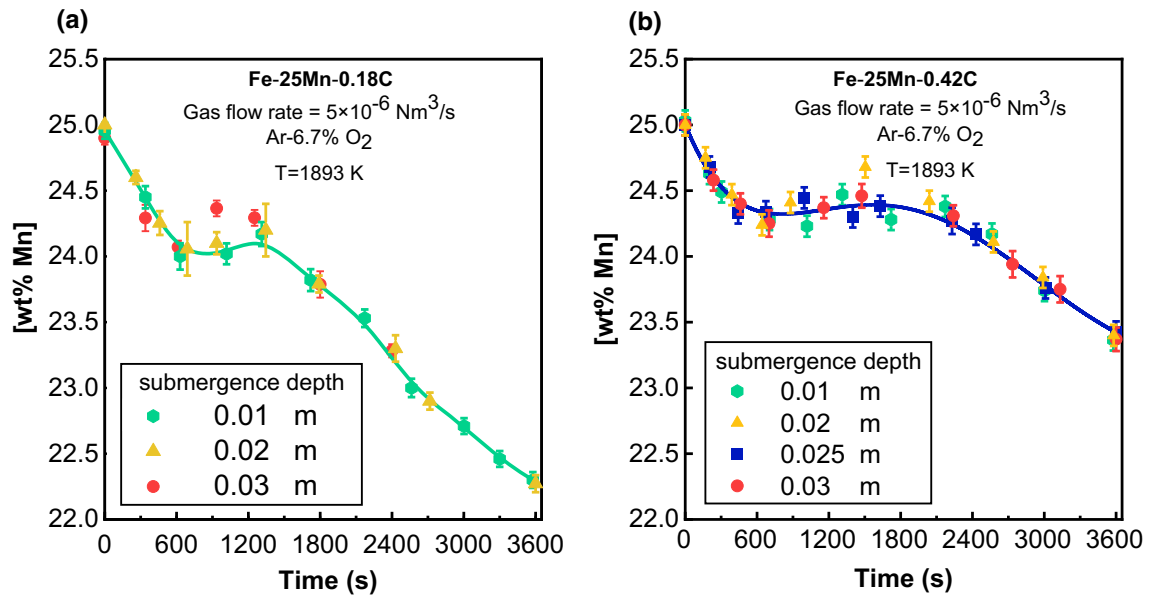 (a)
Fe-25Mn-0.18C
Gas flow rate = 5×10⁻⁶ Nm³/s
Ar-6.7% O₂
T=1893 K
[wt% Mn]
25.5
25.0
24.5
24.0
23.5
23.0
22.5
22.0
submergence depth
0.01 m
0.02 m
0.03 m
0 600 1200 1800 2400 3000 3600
Time (s)
(b)
Fe-25Mn-0.42C
Gas flow rate = 5×10⁻⁶ Nm³/s
Ar-6.7% O₂
T=1893 K
[wt% Mn]
25.5
25.0
24.5
24.0
23.5
23.0
22.5
22.0
submergence depth
0.01 m
0.02 m
0.025 m
0.03 m
0 600 1200 1800 2400 3000 3600
Time (s)